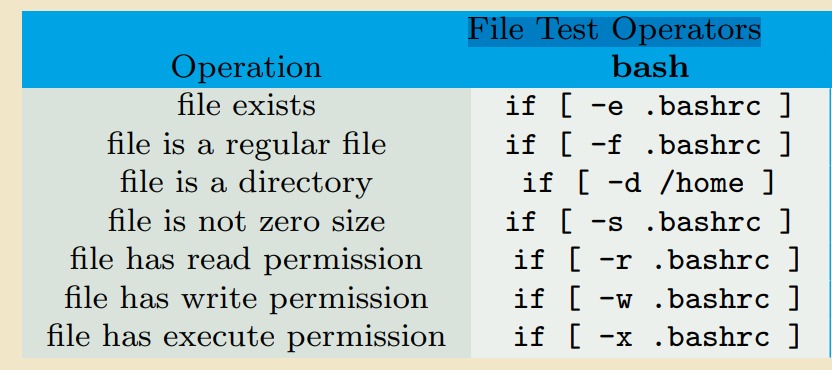 File Test Operators
Operation bash
file exists if [ -e .bashrc ]
file is a regular file if [ -f .bashrc ]
file is a directory if [ -d /home ]
file is not zero size if [ -s .bashrc ]
file has read permission if [ -r .bashrc ]
file has write permission if [ -w .bashrc ]
file has execute permission if [ -x .bashrc ]